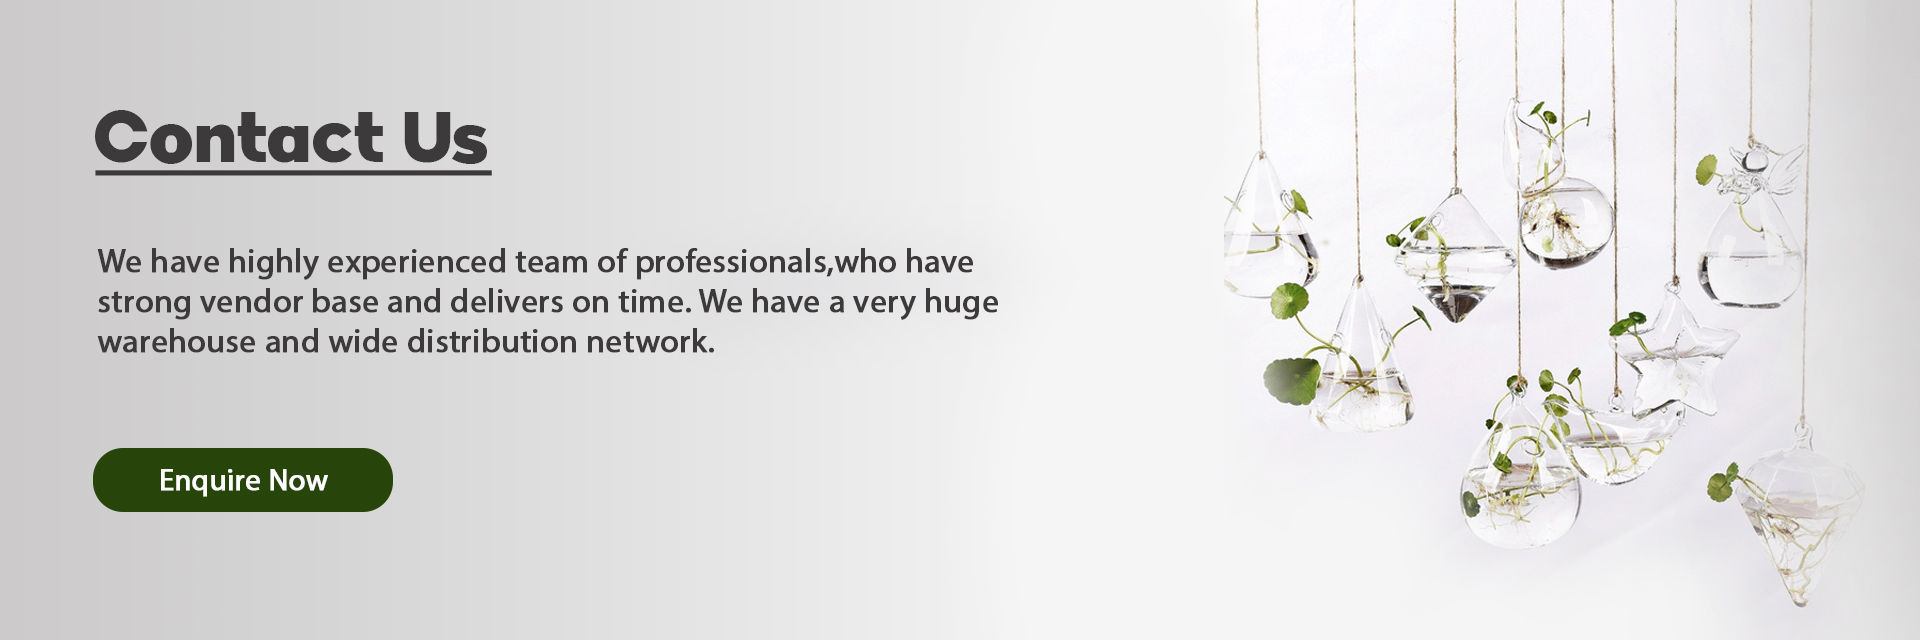 Contact Us
We have highly experienced team of professionals,who have
strong vendor base and delivers on time. We have a very huge
warehouse and wide distribution network.
Enquire Now